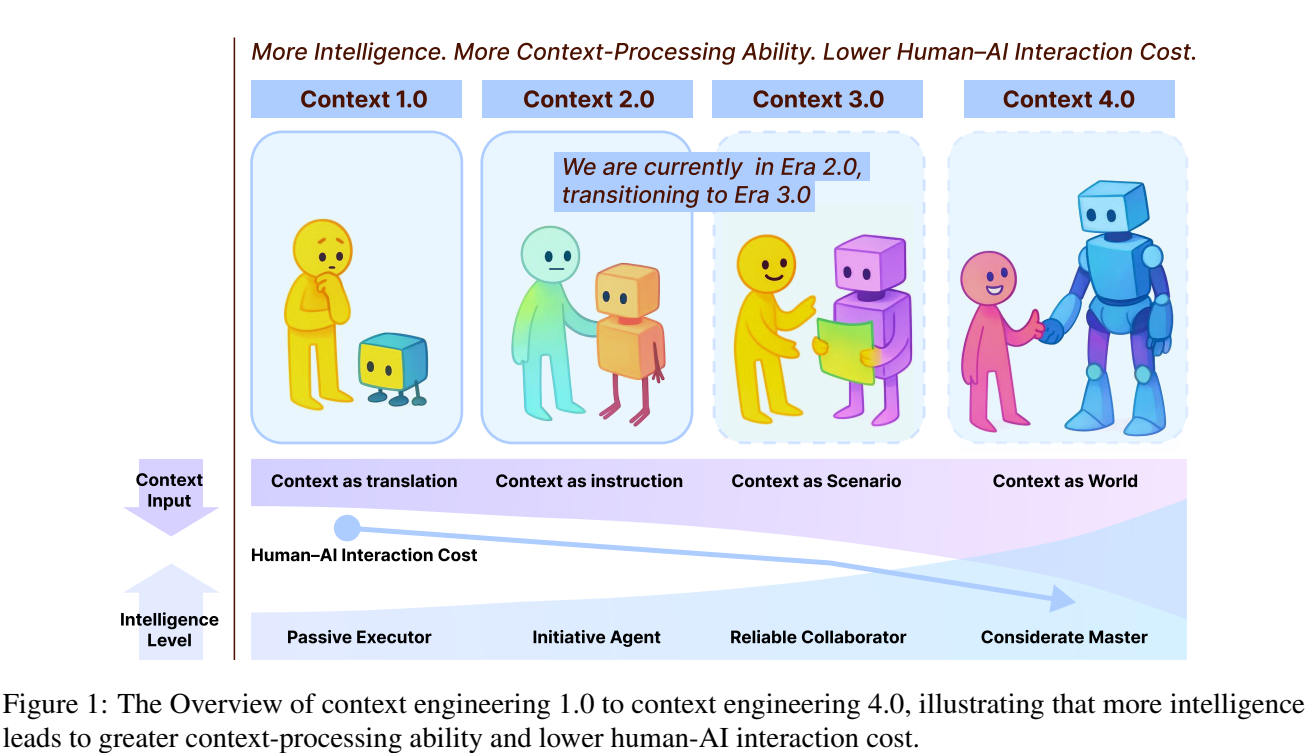 More Intelligence. More Context-Processing Ability. Lower Human–AI Interaction Cost.
Context 1.0
Context 2.0
Context 3.0
Context 4.0
We are currently in Era 2.0,
transitioning to Era 3.0
Context
Input
Context as translation
Context as instruction
Context as Scenario
Context as World
Human–AI Interaction Cost
Intelligence
Level
Passive Executor
Initiative Agent
Reliable Collaborator
Considerate Master
Figure 1: The Overview of context engineering 1.0 to context engineering 4.0, illustrating that more intelligence
leads to greater context-processing ability and lower human-AI interaction cost.